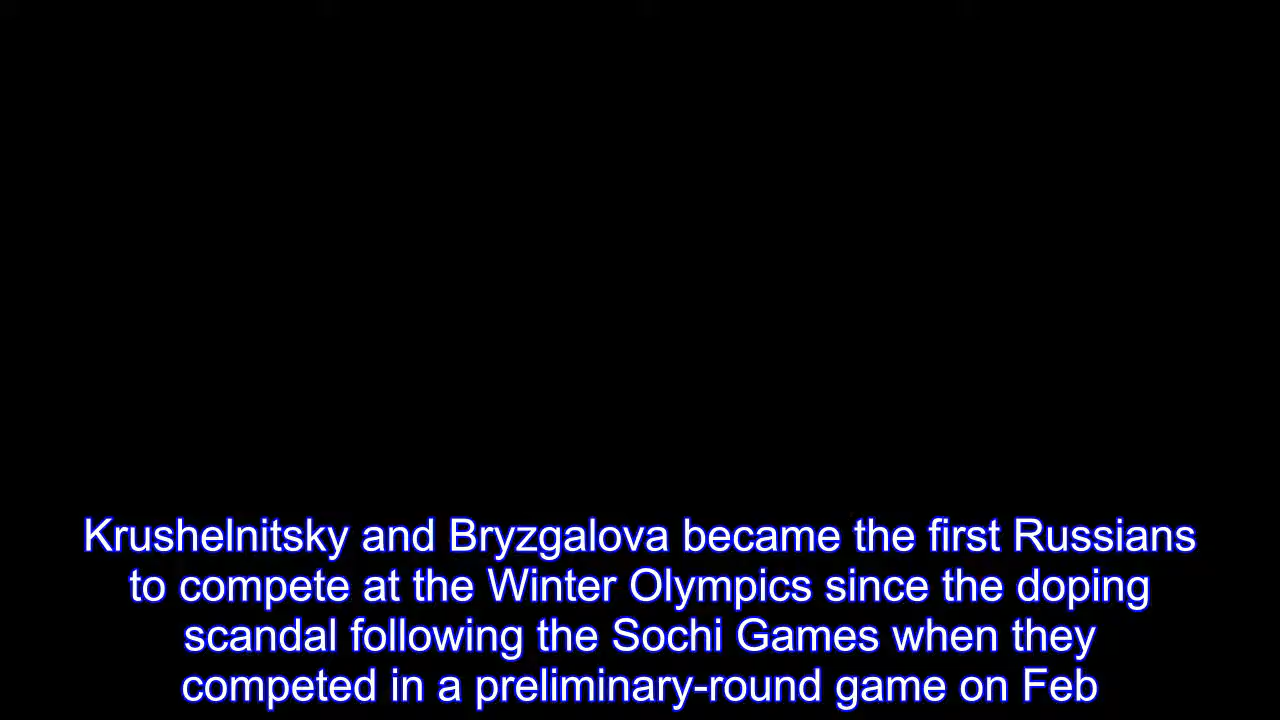 Krushelnitsky and Bryzgalova became the first Russians
to compete at the Winter Olympics since the doping
scandal following the Sochi Games when they
competed in a preliminary-round game on Feb